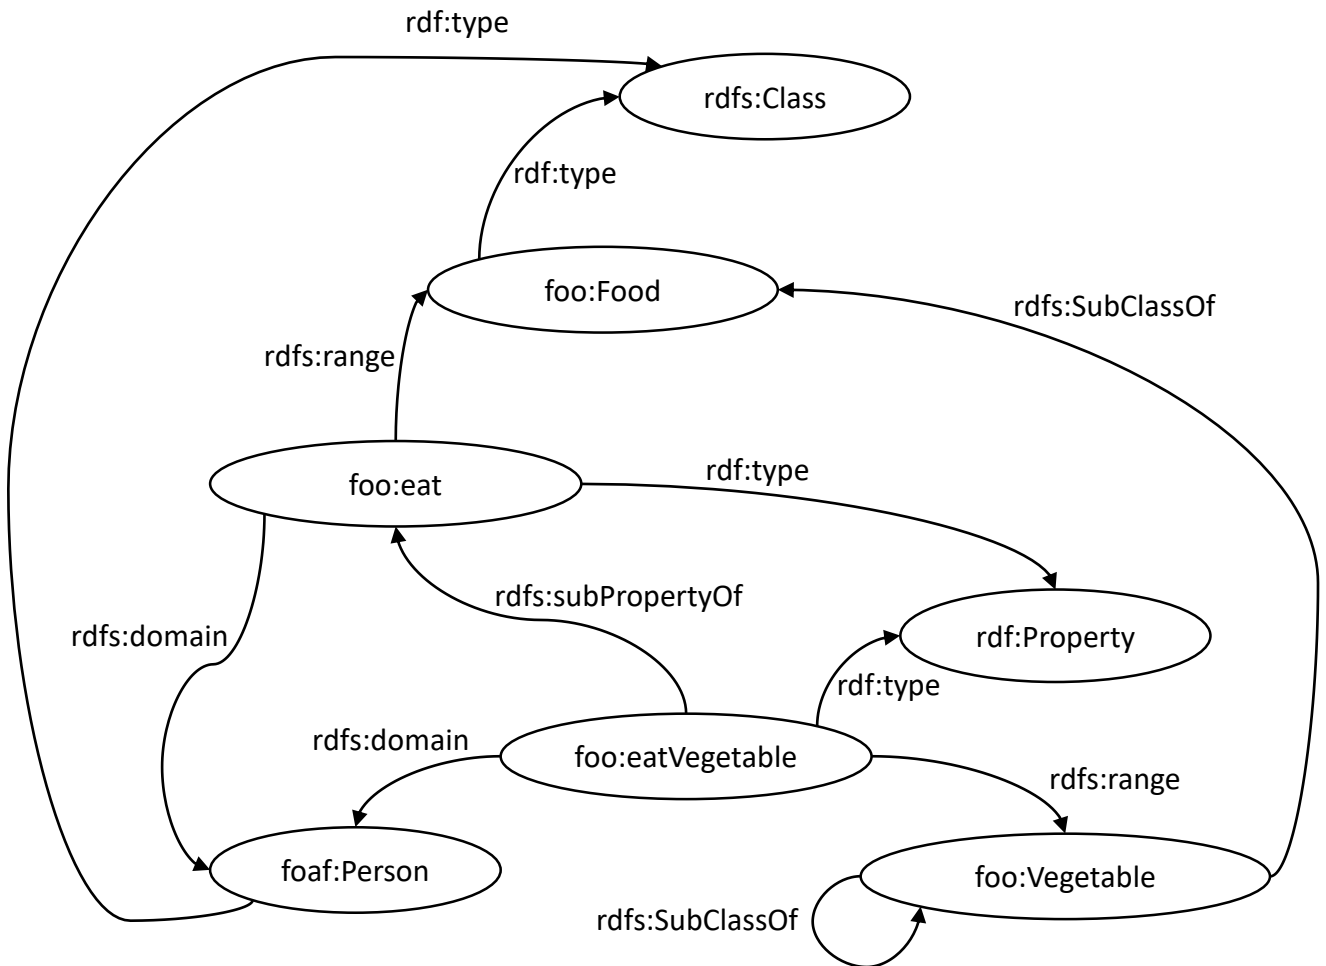 rdf:type
rdfs:Class
rdf:type
foo:Food
rdfs:SubClassOf
rdfs:range
foo:eat
rdf:type
rdfs:subPropertyOf
rdfs:domain
rdf:Property
rdf:type
rdfs:domain
foo:eatVegetable
rdfs:range
foaf:Person
foo:Vegetable
rdfs:SubClassOf